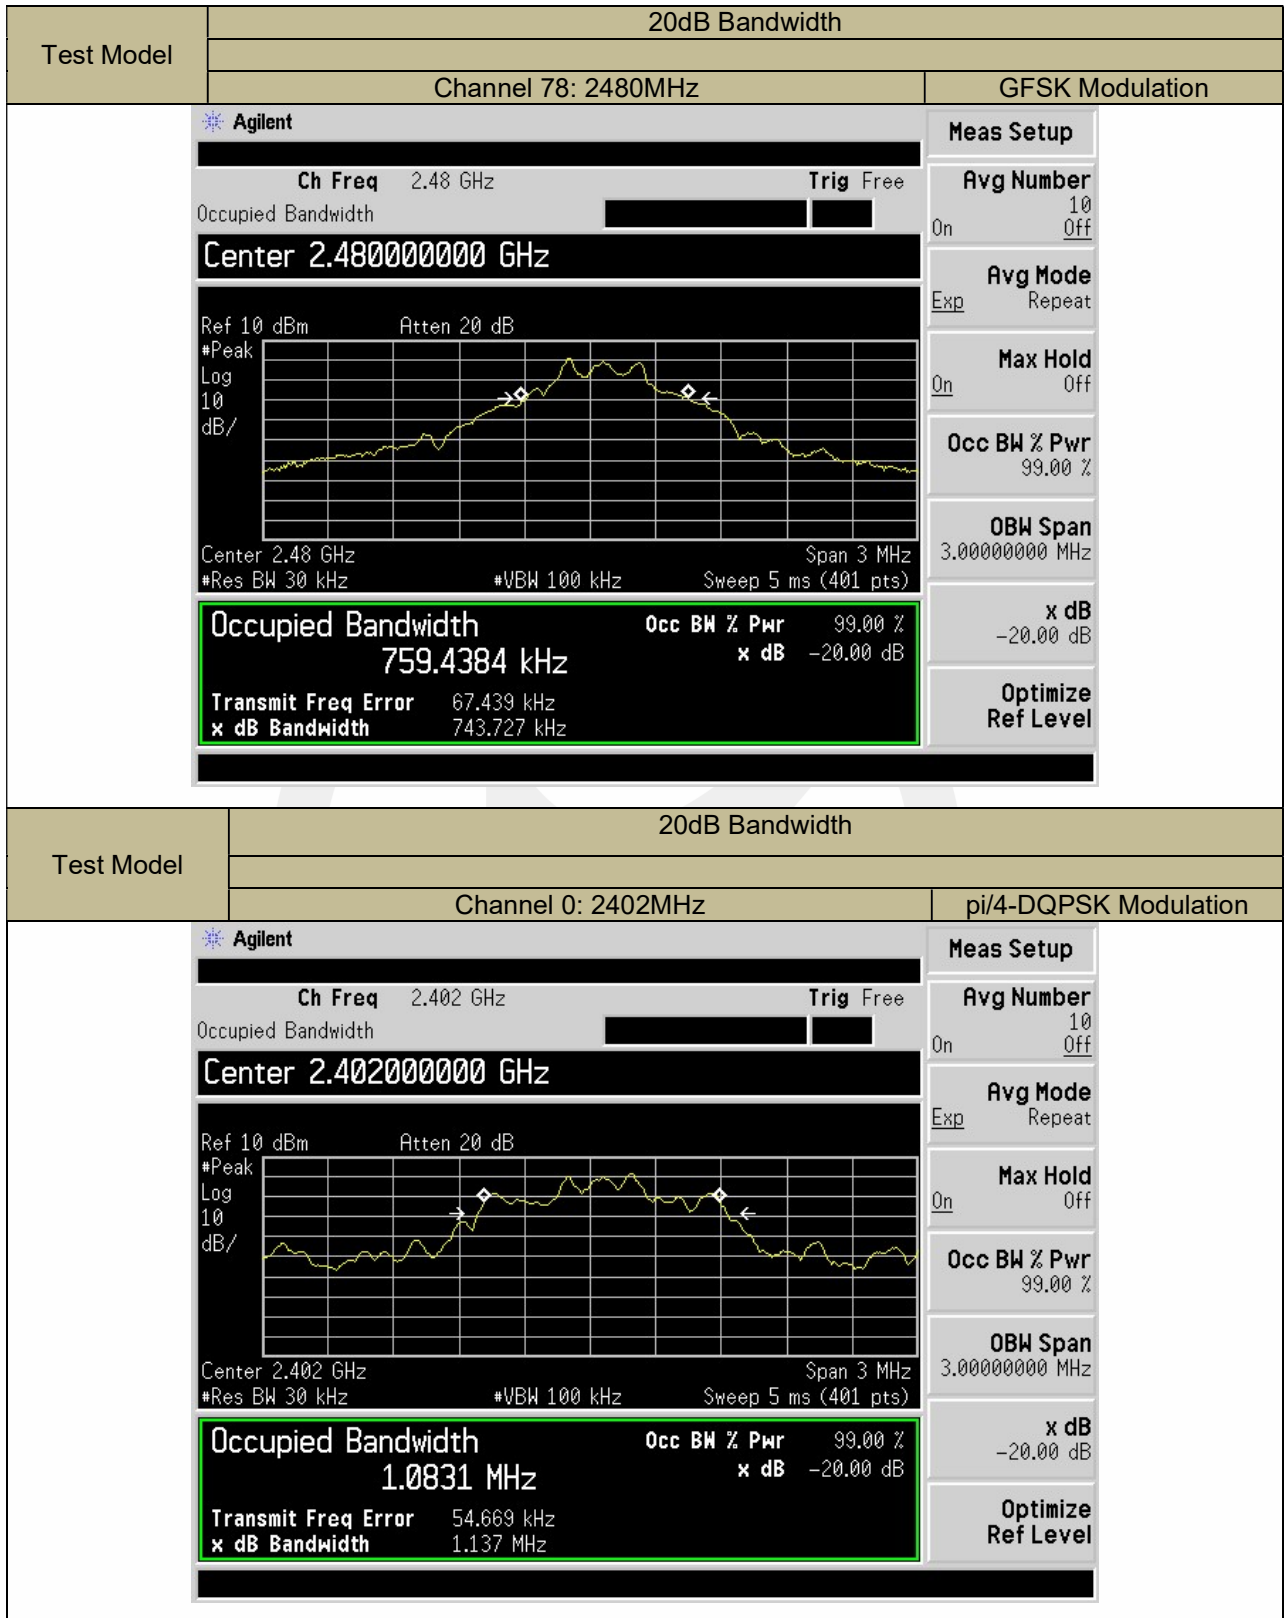 20dB Bandwidth
Test Model
Channel 78: 2480MHz GFSK Modulation
Agilent
Meas Setup
Ch Freq 2.48 GHz Trig Free
Occupied Bandwidth
Center 2.480000000 GHz
Ref 10 dBm Atten 20 dB
#Peak
Log
10
dB/
Center 2.48 GHz Span 3 MHz
#Res BW 30 kHz #VBW 100 kHz Sweep 5 ms (401 pts)
Occupied Bandwidth Occ BW % Pwr 99.00 %
759.4384 kHz x dB -20.00 dB
Transmit Freq Error 67.439 kHz
x dB Bandwidth 743.727 kHz
Avg Number
10
On Off
Avg Mode
Exp Repeat
Max Hold
On Off
Occ BW % Pwr
99.00 %
OBW Span
3.00000000 MHz
x dB
-20.00 dB
Optimize
Ref Level
20dB Bandwidth
Test Model
Channel 0: 2402MHz pi/4-DQPSK Modulation
Agilent
Meas Setup
Ch Freq 2.402 GHz Trig Free
Occupied Bandwidth
Center 2.402000000 GHz
Ref 10 dBm Atten 20 dB
#Peak
Log
10
dB/
Center 2.402 GHz Span 3 MHz
#Res BW 30 kHz #VBW 100 kHz Sweep 5 ms (401 pts)
Occupied Bandwidth Occ BW % Pwr 99.00 %
1.0831 MHz x dB -20.00 dB
Transmit Freq Error 54.669 kHz
x dB Bandwidth 1.137 MHz
Avg Number
10
On Off
Avg Mode
Exp Repeat
Max Hold
On Off
Occ BW % Pwr
99.00 %
OBW Span
3.00000000 MHz
x dB
-20.00 dB
Optimize
Ref Level